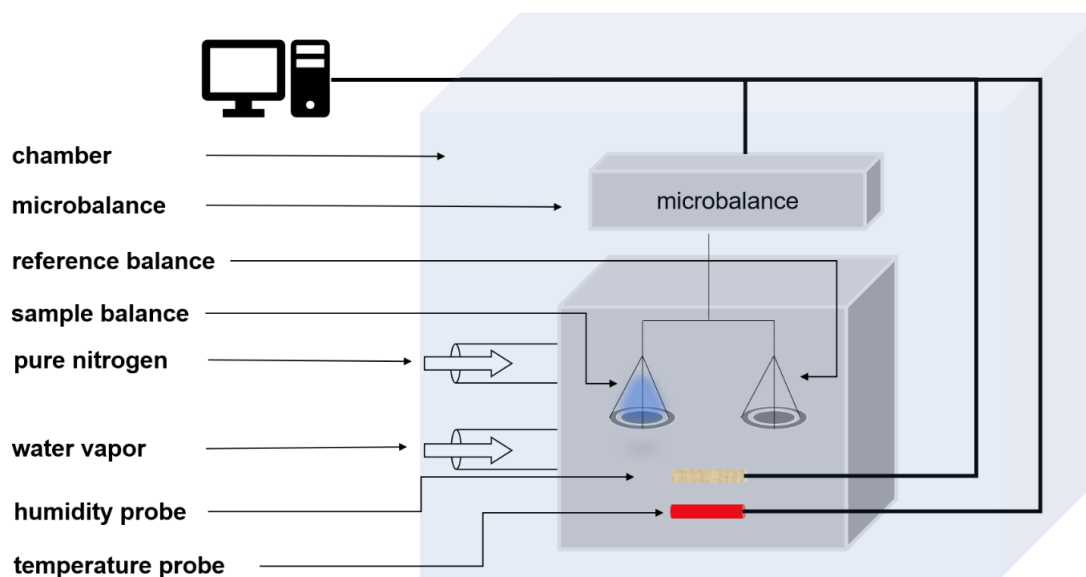 chamber
microbalance
microbalance
reference balance
sample balance
pure nitrogen
water vapor
humidity probe
temperature probe